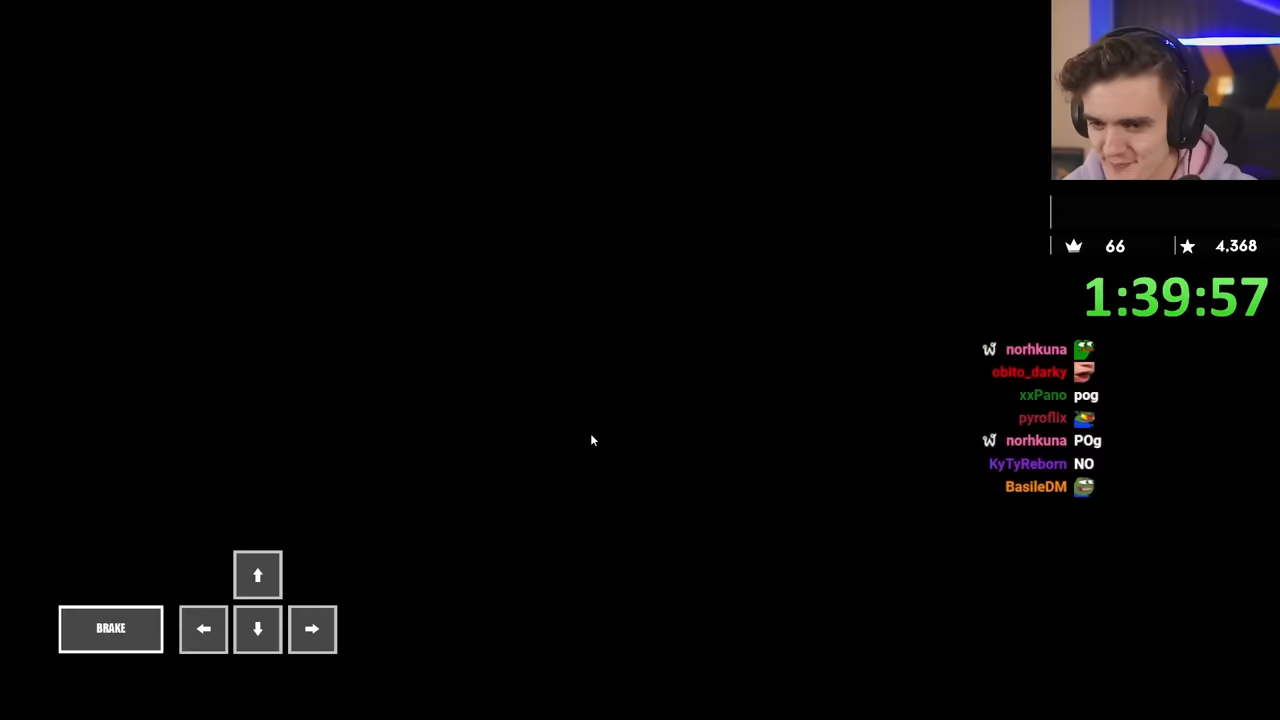 66 4,368
1:39:57
norhkuna
obito_darky
xxPano pog
pyroflix
norhkuna POg
KyTyReborn NO
BasileDM
BRAKE